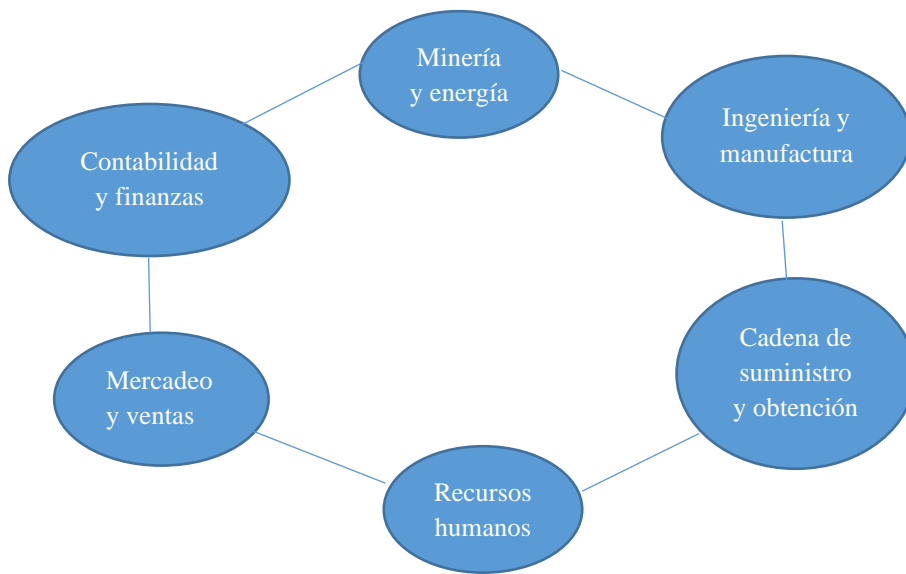 Minería
y energía
Ingeniería y
manufactura
Contabilidad
y finanzas
Cadena de
suministro
y obtención
Mercadeo
y ventas
Recursos
humanos